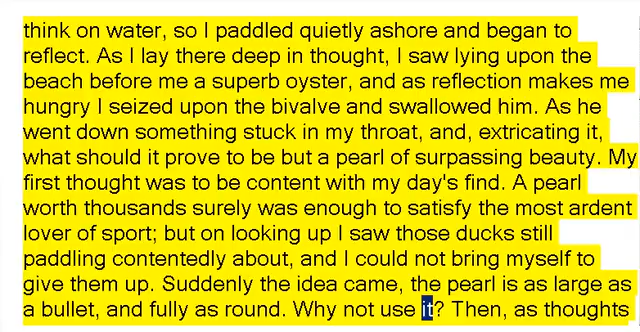 think on water, so I paddled quietly ashore and began to
reflect. As I lay there deep in thought, I saw lying upon the
beach before me a superb oyster, and as reflection makes me
hungry I seized upon the bivalve and swallowed him. As he
went down something stuck in my throat, and, extricating it,
what should it prove to be but a pearl of surpassing beauty. My
first thought was to be content with my day's find. A pearl
worth thousands surely was enough to satisfy the most ardent
lover of sport; but on looking up I saw those ducks still
paddling contentedly about, and I could not bring myself to
give them up. Suddenly the idea came, the pearl is as large as
a bullet, and fully as round. Why not use it? Then, as thoughts